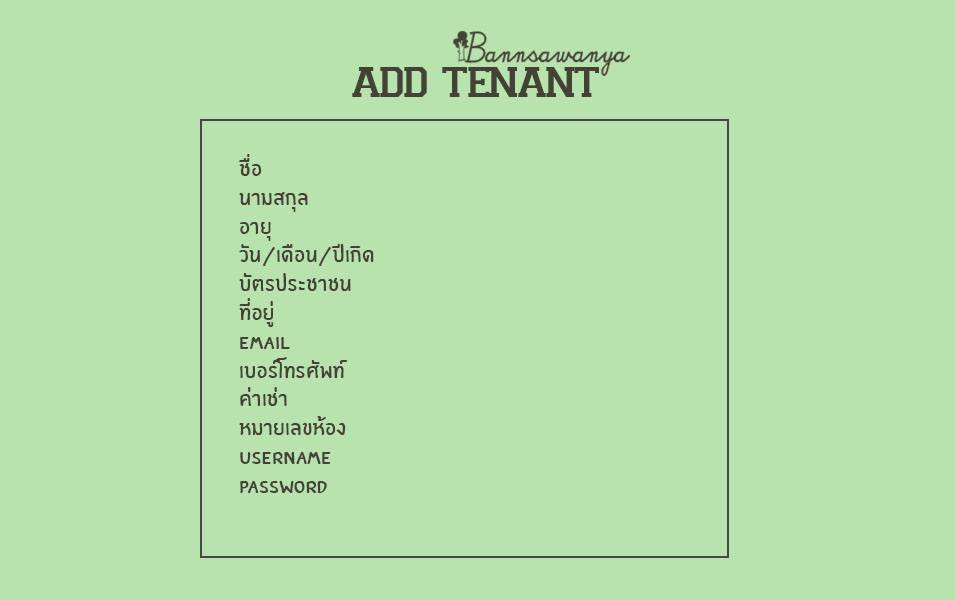 Bannsawanya
ADD TENANT
ชื่อ
นามสกุล
อายุ
วัน/เดือน/ปีเกิด
บัตรประชาชน
ที่อยู่
EMAIL
เบอร์โทรศัพท์
ค่าเช่า
หมายเลขห้อง
USERNAME
PASSWORD